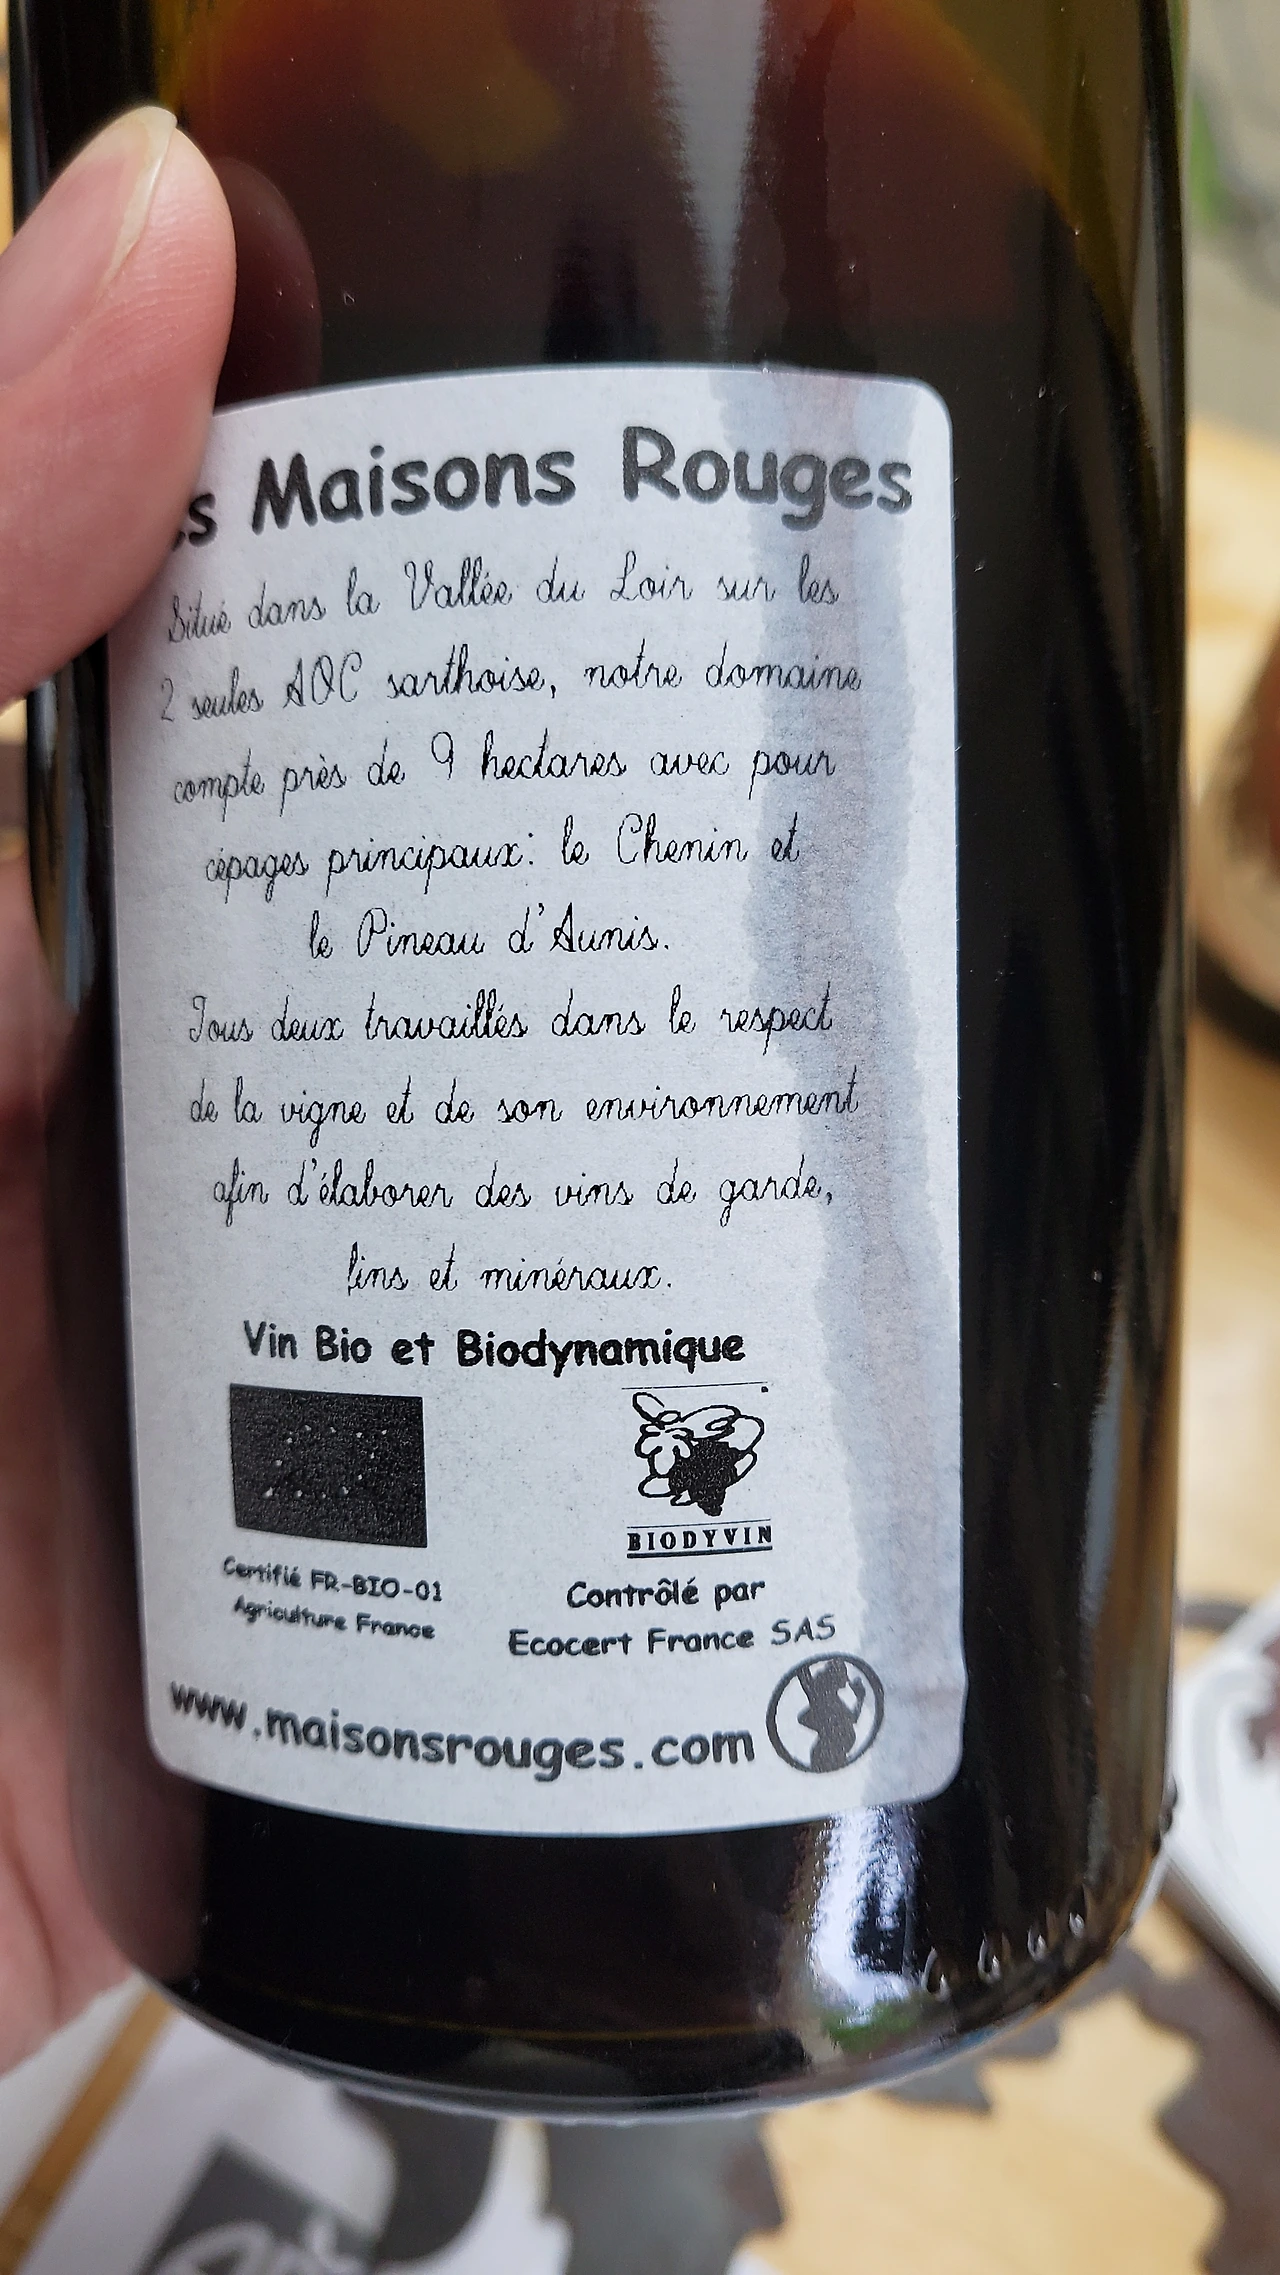 s Maisons Rouges
Situé dans la Vallée du Loir sur les
2 seules AOC sarthoise, notre domaine
compte près de 9 hectares avec pour
cépages principaux: le Chenin et
le Pineau d'Aunis.
Tous deux travaillés dans le respect
de la vigne et de son environnement
afin d'élaborer des vins de garde,
fins et minéraux.
Vin Bio et Biodynamique
BIODYVIN
Certifié FR-BIO-01
Agriculture France
Contrôlé par
Ecocert France SAS
www.maisonsrouges.com